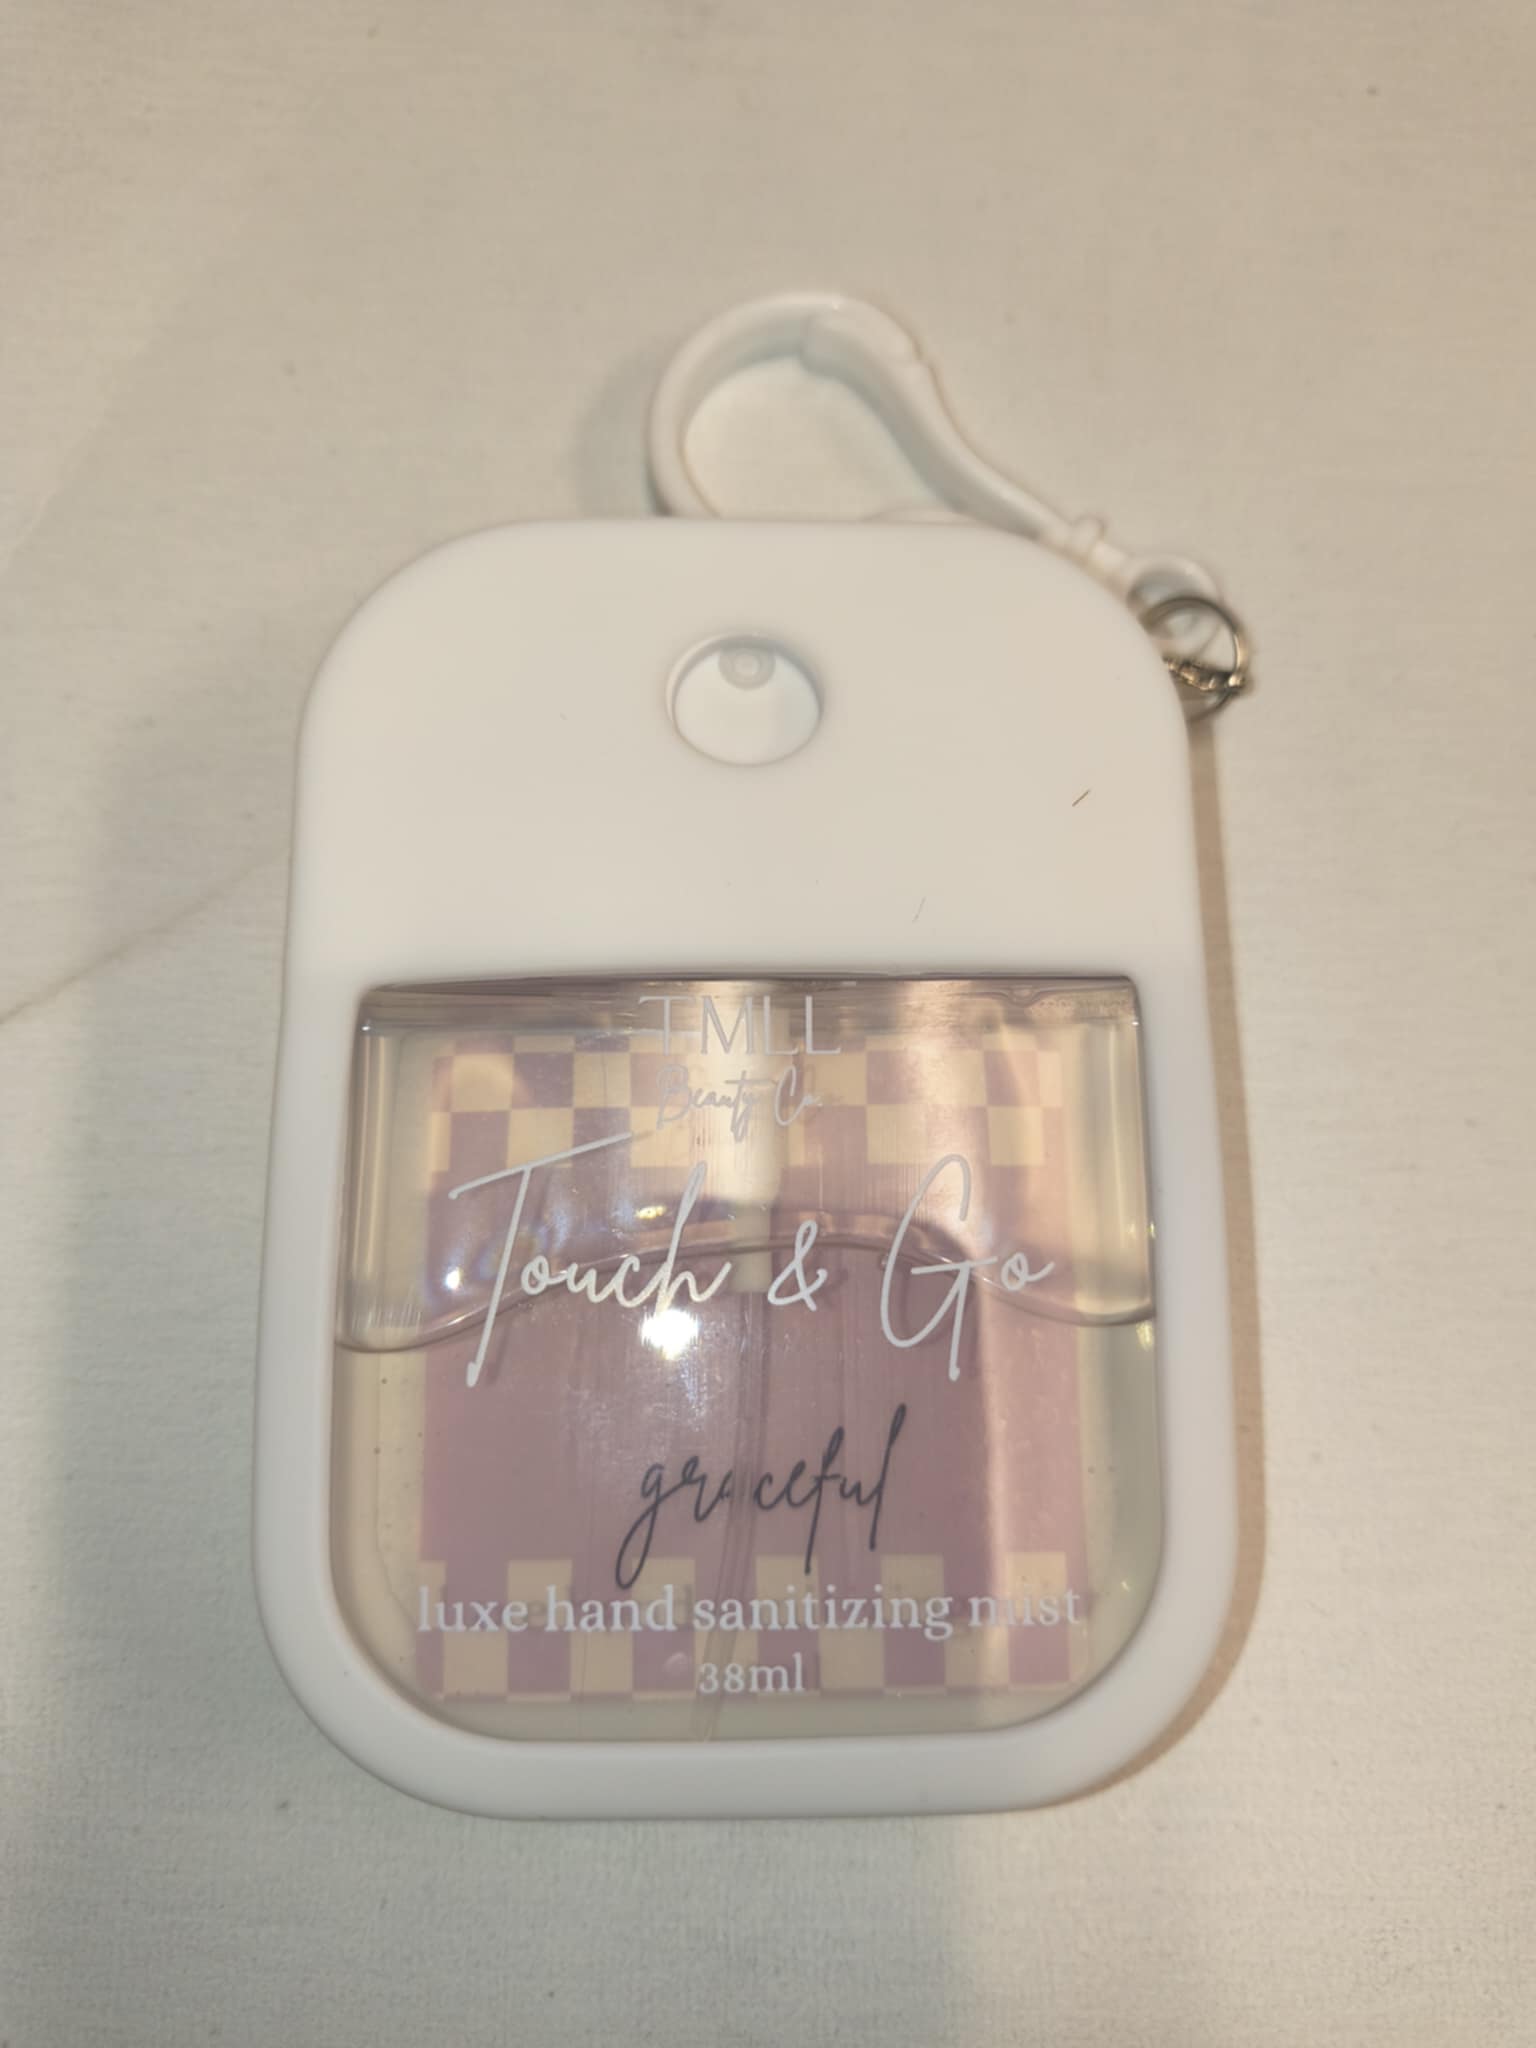 TMLL
Beauty Co.
Touch & Go
graceful
luxe hand sanitizing mist
38ml